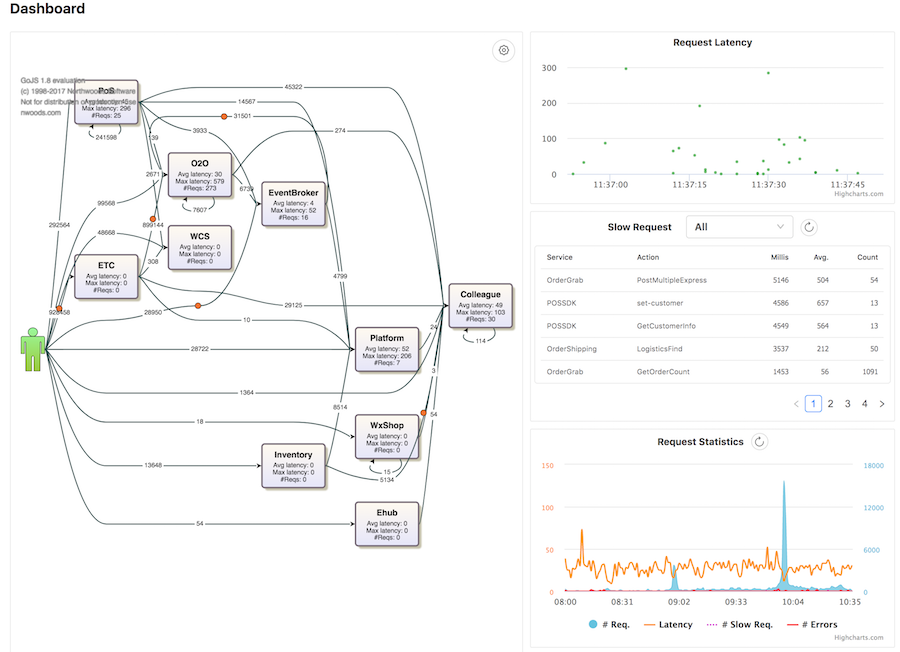 Dashboard
GoJS 1.8 evaluation
(c) 1998-2017 Northwoods Software
Not for distribution or production use
nwoods.com
PoS
Max latency: 296
#Reqs: 25
241598
45322
14567
31501
3933
274
139
2671
O2O
Avg latency: 30
Max latency: 579
#Reqs: 273
7607
EventBroker
Avg latency: 4
Max latency: 52
#Reqs: 16
99568
292564
899144
48668
WCS
Avg latency: 0
Max latency: 0
#Reqs: 0
308
ETC
Avg latency: 0
Max latency: 0
#Reqs: 0
4799
29125
28950
10
Colleague
Avg latency: 49
Max latency: 103
#Reqs: 30
114
24
Platform
Avg latency: 52
Max latency: 206
#Reqs: 7
28722
3
1364
8514
54
18
WxShop
Avg latency: 0
Max latency: 0
#Reqs: 0
15
5134
13648
Inventory
Avg latency: 0
Max latency: 0
#Reqs: 0
54
Ehub
Avg latency: 0
Max latency: 0
#Reqs: 0
Request Latency
300
200
100
0
11:37:00 11:37:15 11:37:30 11:37:45
Highcharts.com
Slow Request All
Service Action Millis Avg. Count
OrderGrab PostMultipleExpress 5146 504 54
POSSDK set-customer 4586 657 13
POSSDK GetCustomerInfo 4549 564 13
OrderShipping LogisticsFind 3537 212 50
OrderGrab GetOrderCount 1453 56 1091
< 1 2 3 4 >
Request Statistics
150 18000
100 12000
50 6000
0 0
08:00 08:31 09:02 09:33 10:04 10:35
# Req. Latency # Slow Req. # Errors
Highcharts.com